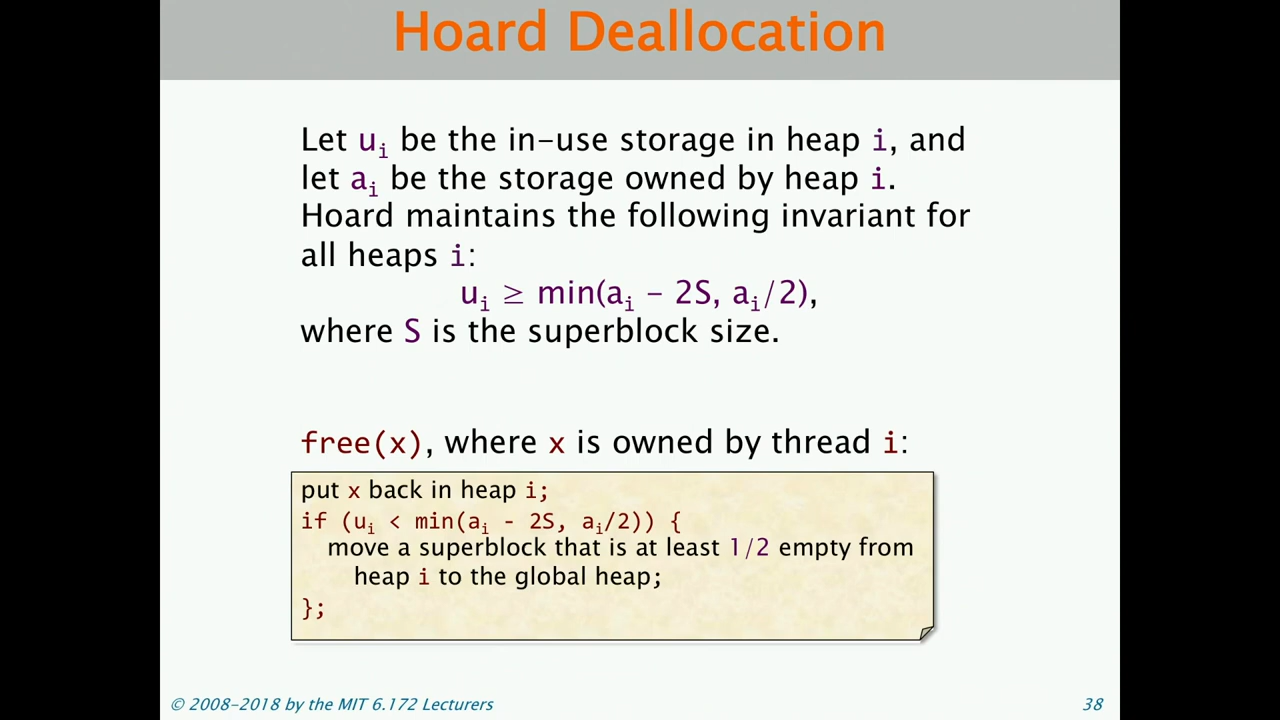 Hoard Deallocation
Let uᵢ be the in-use storage in heap i, and
let aᵢ be the storage owned by heap i.
Hoard maintains the following invariant for
all heaps i:
uᵢ ≥ min(aᵢ – 2S, aᵢ/2),
where S is the superblock size.
free(x), where x is owned by thread i:
put x back in heap i;
if (uᵢ < min(aᵢ - 2S, aᵢ/2)) {
move a superblock that is at least 1/2 empty from
heap i to the global heap;
};
© 2008–2018 by the MIT 6.172 Lecturers
38